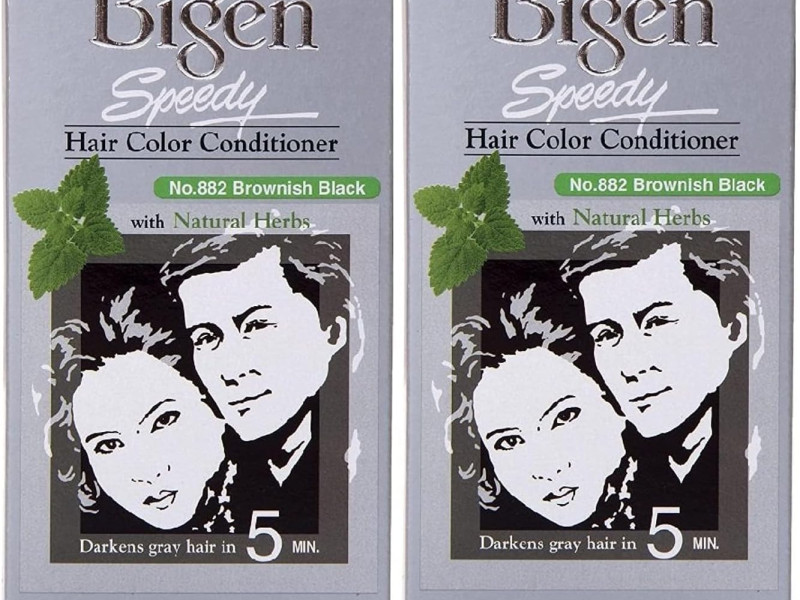 Bigen
Speedy
Hair Color Conditioner
No.882 Brownish Black
with Natural Herbs
Darkens gray hair in 5 MIN.
Bigen
Speedy
Hair Color Conditioner
No.882 Brownish Black
with Natural Herbs
Darkens gray hair in 5 MIN.